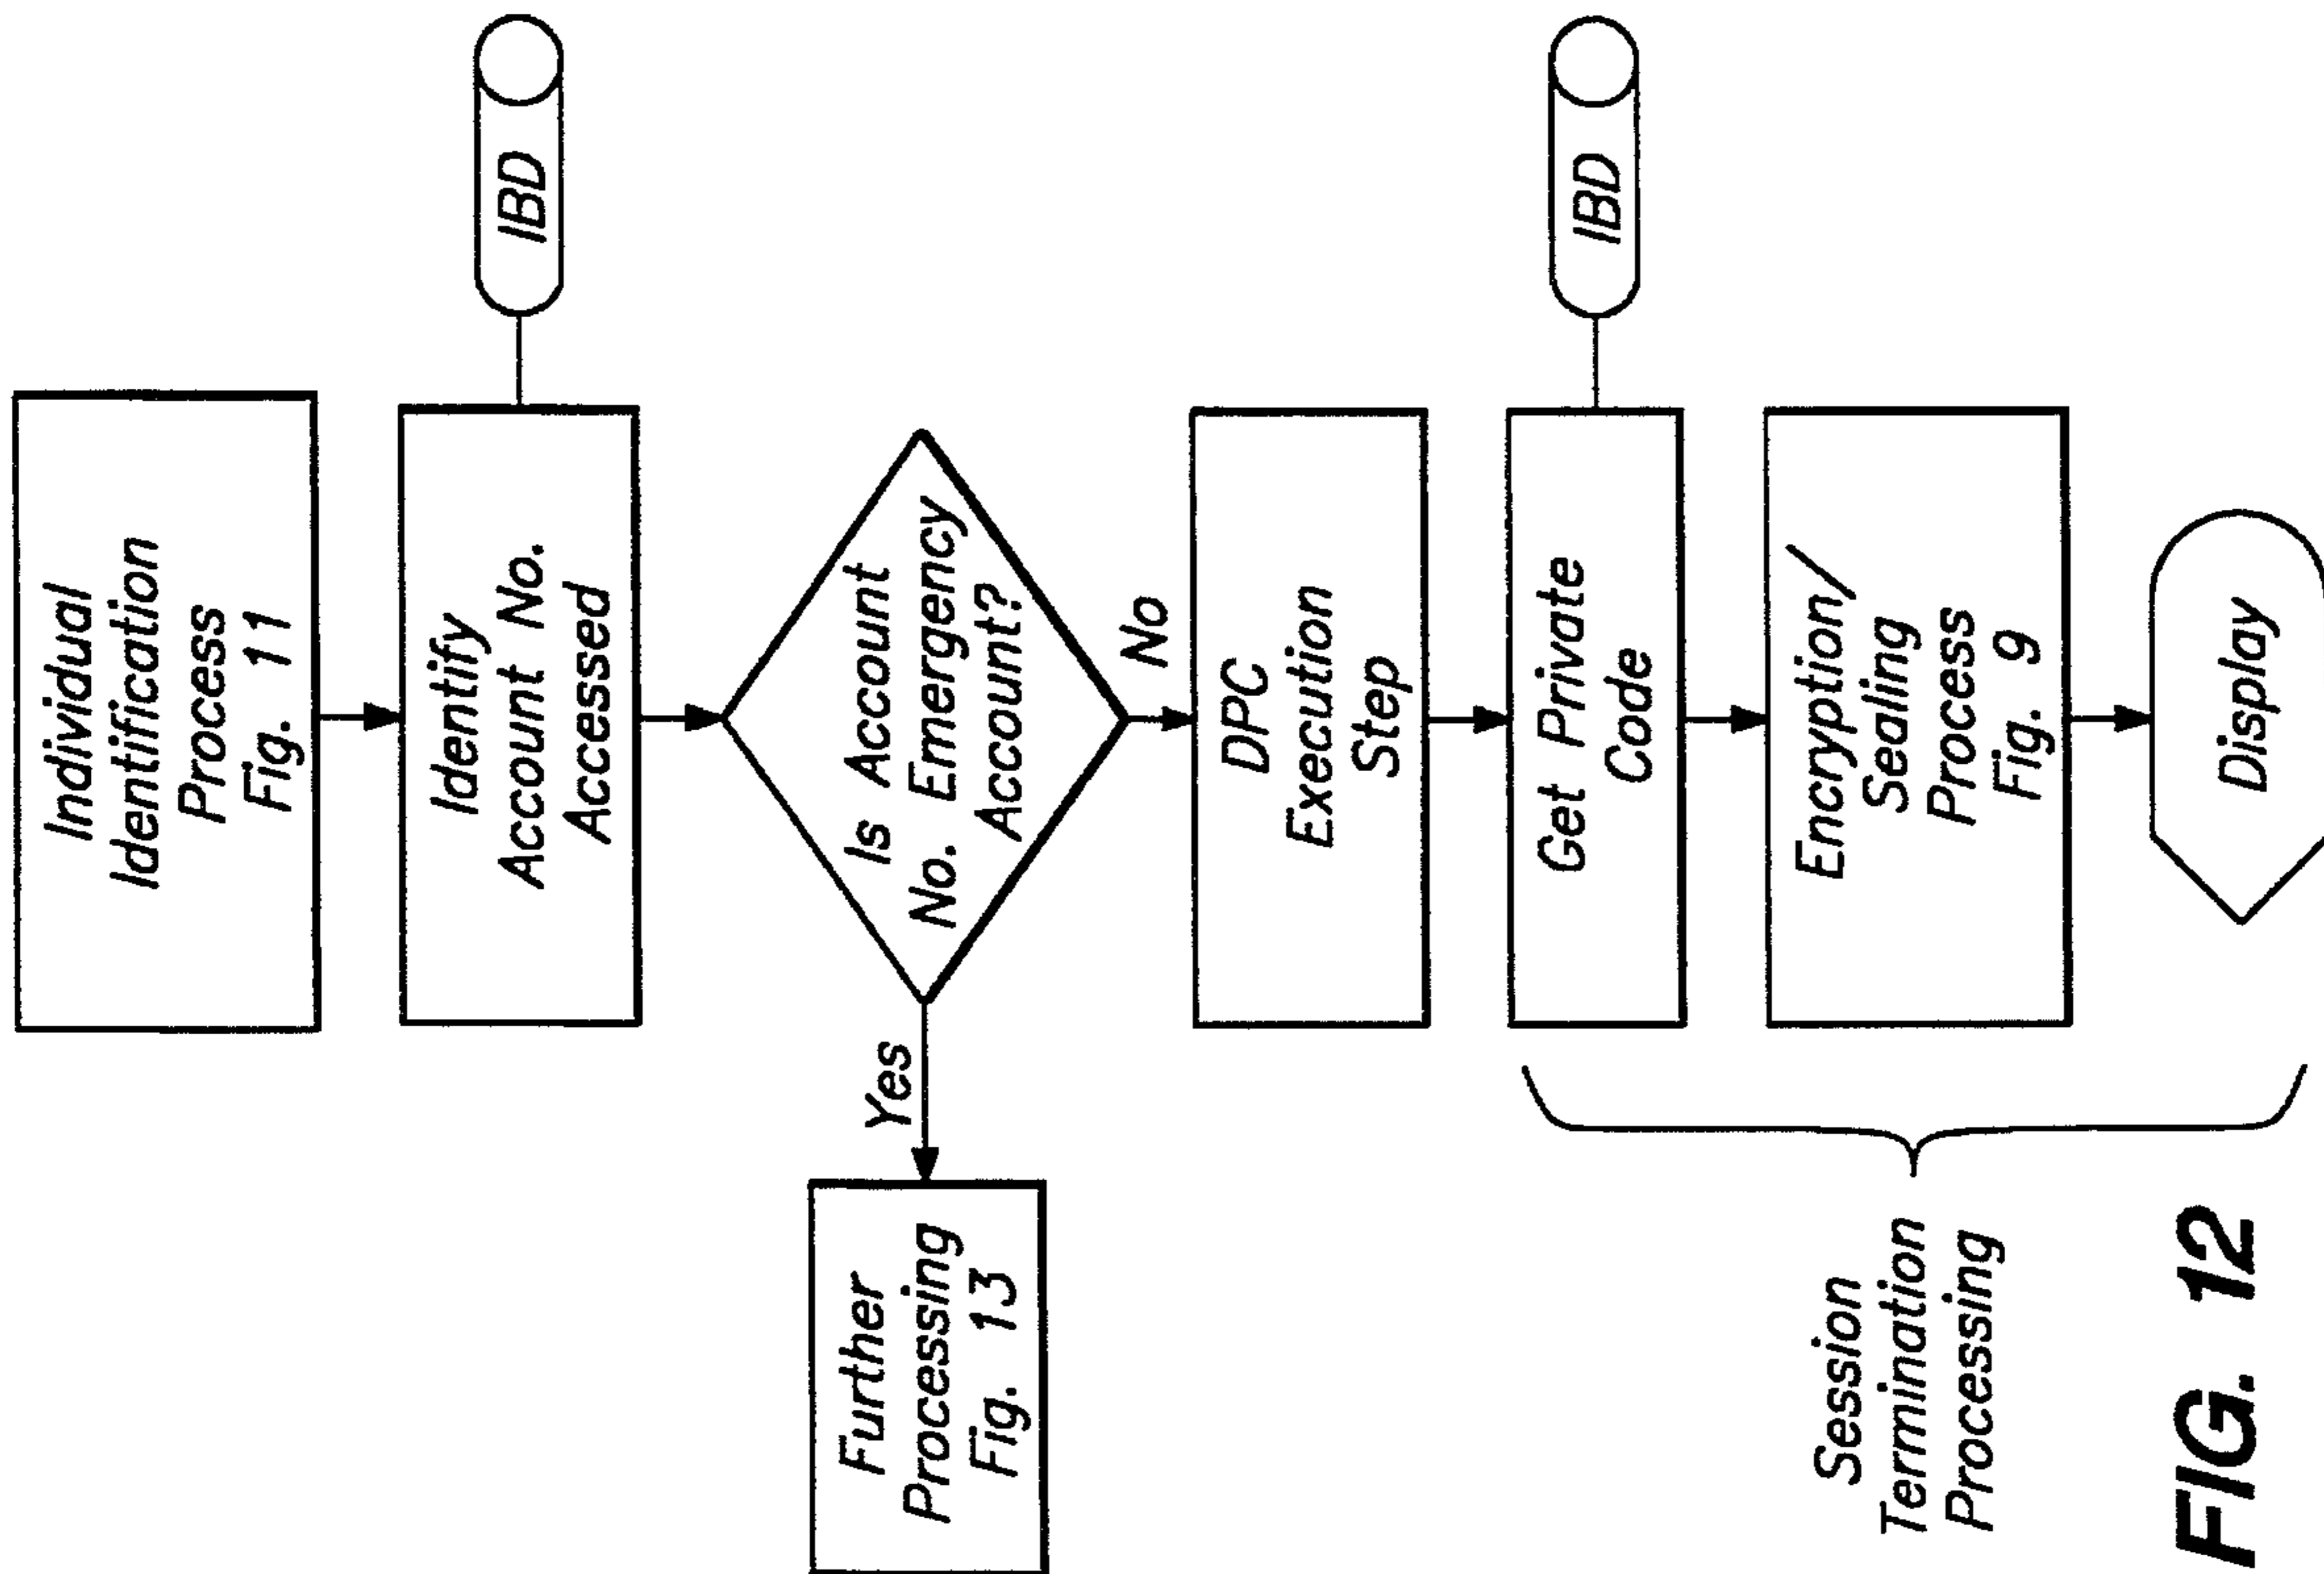 Individual
Identification
Process
Fig. 11
Identify
Account No.
Accessed
IBD
Is Account
No. Emergency
Account?
Yes
No
Further
Processing
Fig. 13
DPC
Execution
Step
Get Private
Code
IBD
Encryption/
Sealing
Process
Fig. 9
Display
Session
Termination
Processing
FIG. 12